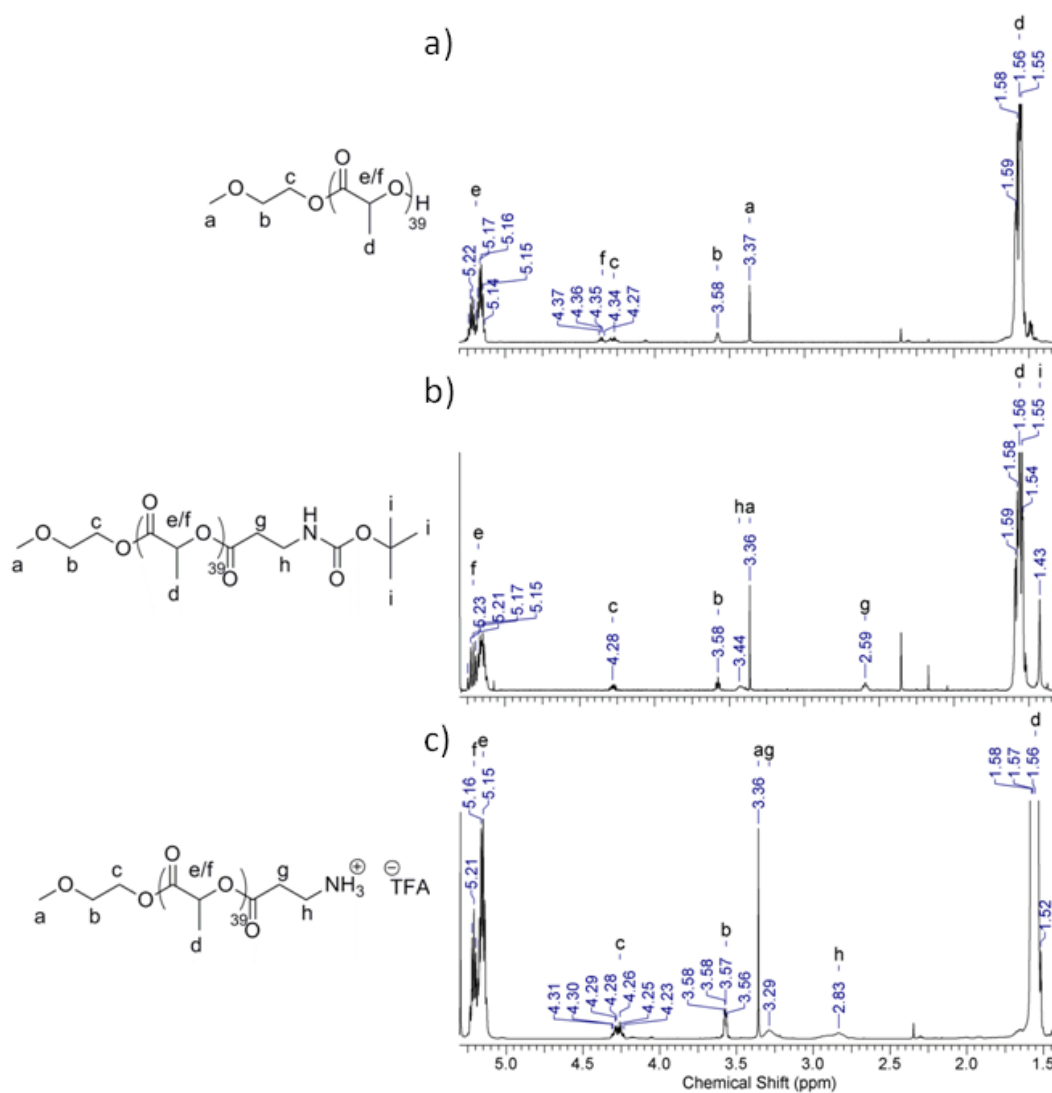 a)
d
1.58
1.56
1.55
1.59
O
c
O
e/f
O
H
39
a
O
b
d
e
5.17
5.16
5.22
5.15
5.14
f
c
4.37
4.36
4.35
4.34
4.27
b
3.58
a
3.37
b)
d
i
1.56
1.55
1.58
1.54
1.59
1.43
O
c
O
e/f
O
g
H
N
O
i
i
i
39
O
h
O
a
O
b
d
e
f
5.23
5.21
5.17
5.15
c
4.28
b
3.58
ha
3.44
3.36
g
2.59
c)
d
1.58
1.57
1.56
1.52
O
c
O
e/f
O
g
NH3
⊕
⊖
TFA
39
O
h
a
O
b
d
f
e
5.16
5.15
5.21
c
4.31
4.30
4.29
4.28
4.26
4.25
4.23
b
3.58
3.58
3.57
3.56
ag
3.36
3.29
h
2.83
5.0 4.5 4.0 3.5 3.0 2.5 2.0 1.5
Chemical Shift (ppm)